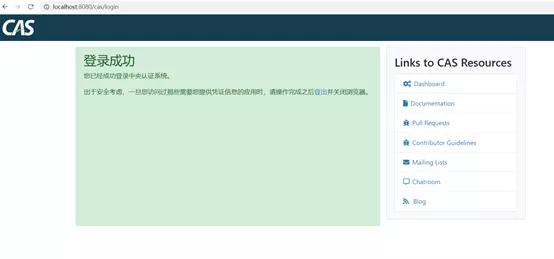 localhost:8080/cas/login
CAS
登录成功
您已经成功登录中央认证系统。
出于安全考虑，一旦您访问过那些需要您提供凭证信息的应用时，请操作完成之后登出并关闭浏览器。
Links to CAS Resources
Dashboard
Documentation
Pull Requests
Contributor Guidelines
Mailing Lists
Chatroom
Blog